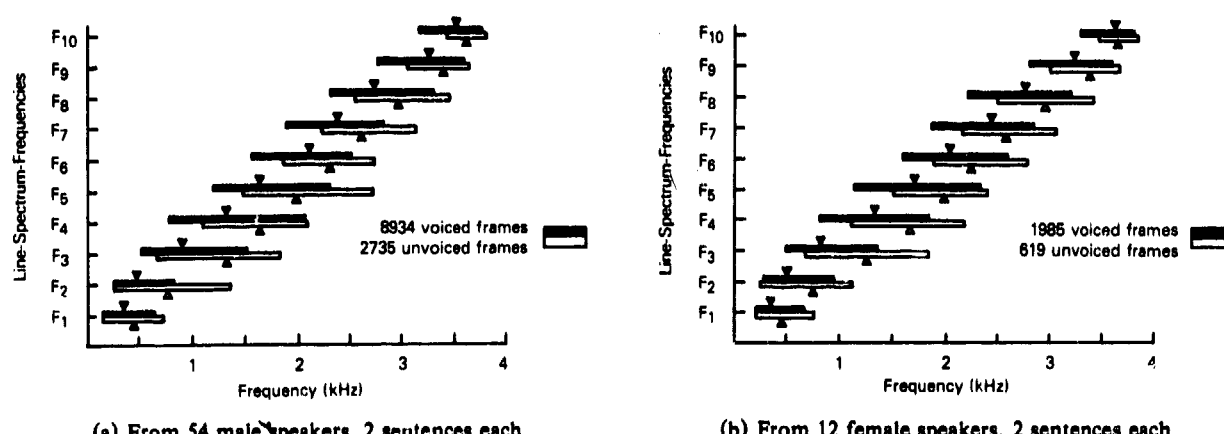 Line-Spectrum-Frequencies
F10
F9
F8
F7
F6
F5
F4
F3
F2
F1
8934 voiced frames
2735 unvoiced frames
1 2 3 4
Frequency (kHz)
(a) From 54 male speakers, 2 sentences each
Line-Spectrum-Frequencies
F10
F9
F8
F7
F6
F5
F4
F3
F2
F1
1985 voiced frames
619 unvoiced frames
1 2 3 4
Frequency (kHz)
(b) From 12 female speakers, 2 sentences each